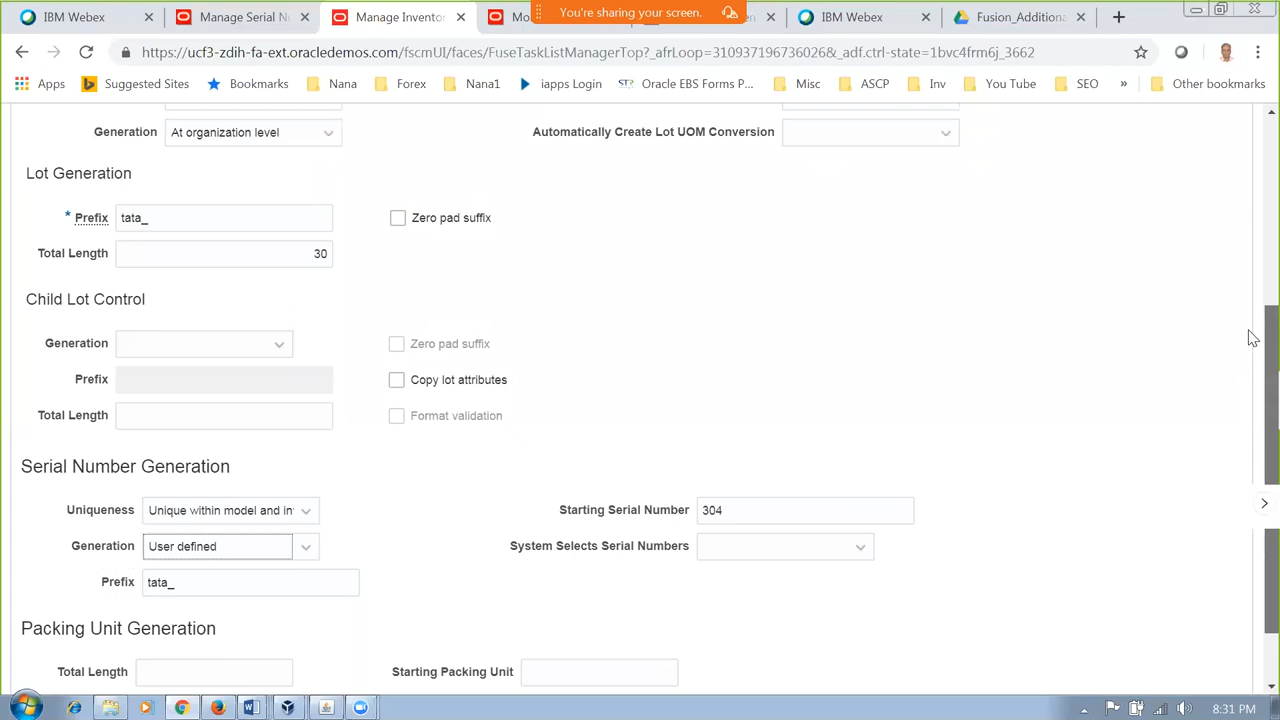 You're sharing your screen.
IBM Webex
Manage Serial N
Manage Inventor
Mo
IBM Webex
Fusion_Additiona
https://ucf3-zdih-fa-ext.oracledemos.com/fscmUI/faces/FuseTaskListManagerTop?_afrLoop=310937196736026&_adf.ctrl-state=1bvc4frm6j_3662
Apps Suggested Sites Bookmarks Nana Forex Nana1 iapps Login Oracle EBS Forms P... Misc ASCP Inv You Tube SEO » Other bookmarks
Generation At organization level Automatically Create Lot UOM Conversion
Lot Generation
* Prefix tata_ Zero pad suffix
Total Length 30
Child Lot Control
Generation Zero pad suffix
Prefix Copy lot attributes
Total Length Format validation
Serial Number Generation
Uniqueness Unique within model and in Starting Serial Number 304
Generation User defined System Selects Serial Numbers
Prefix tata_
Packing Unit Generation
Total Length Starting Packing Unit
8:31 PM